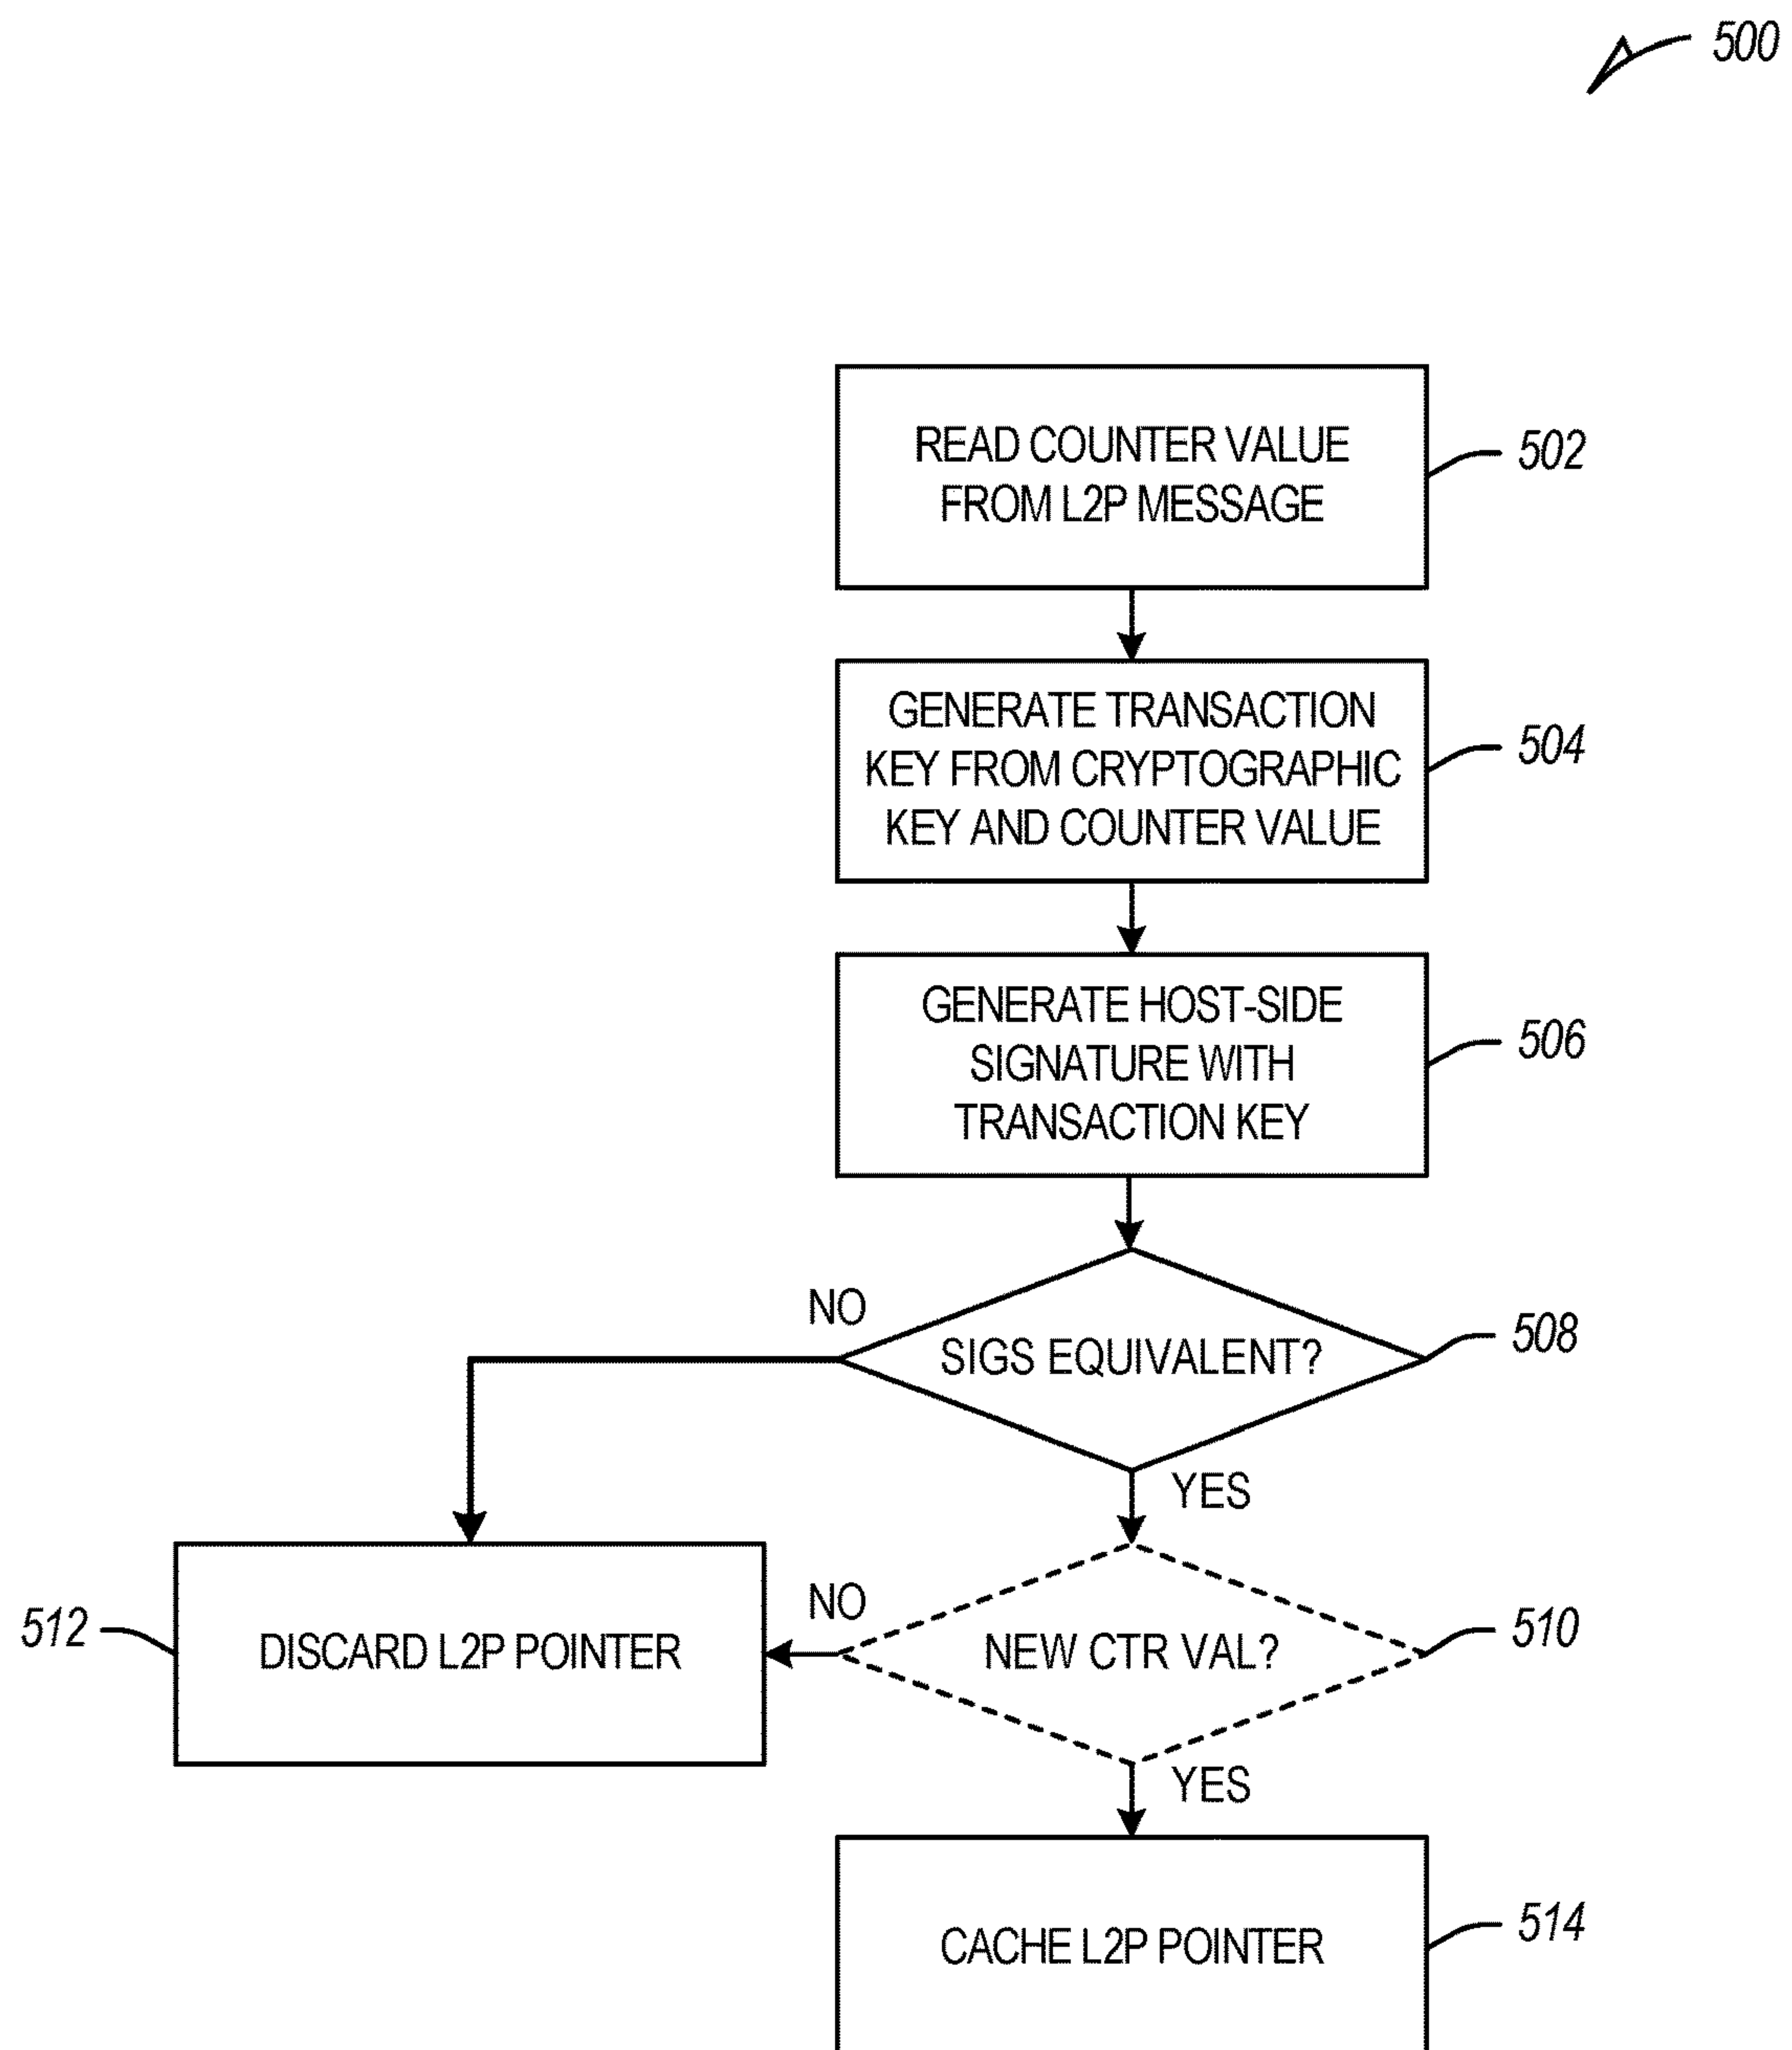 500
READ COUNTER VALUE
FROM L2P MESSAGE
502
GENERATE TRANSACTION
KEY FROM CRYPTOGRAPHIC
KEY AND COUNTER VALUE
504
GENERATE HOST-SIDE
SIGNATURE WITH
TRANSACTION KEY
506
NO
SIGS EQUIVALENT?
508
YES
512
DISCARD L2P POINTER
NO
NEW CTR VAL?
510
YES
CACHE L2P POINTER
514